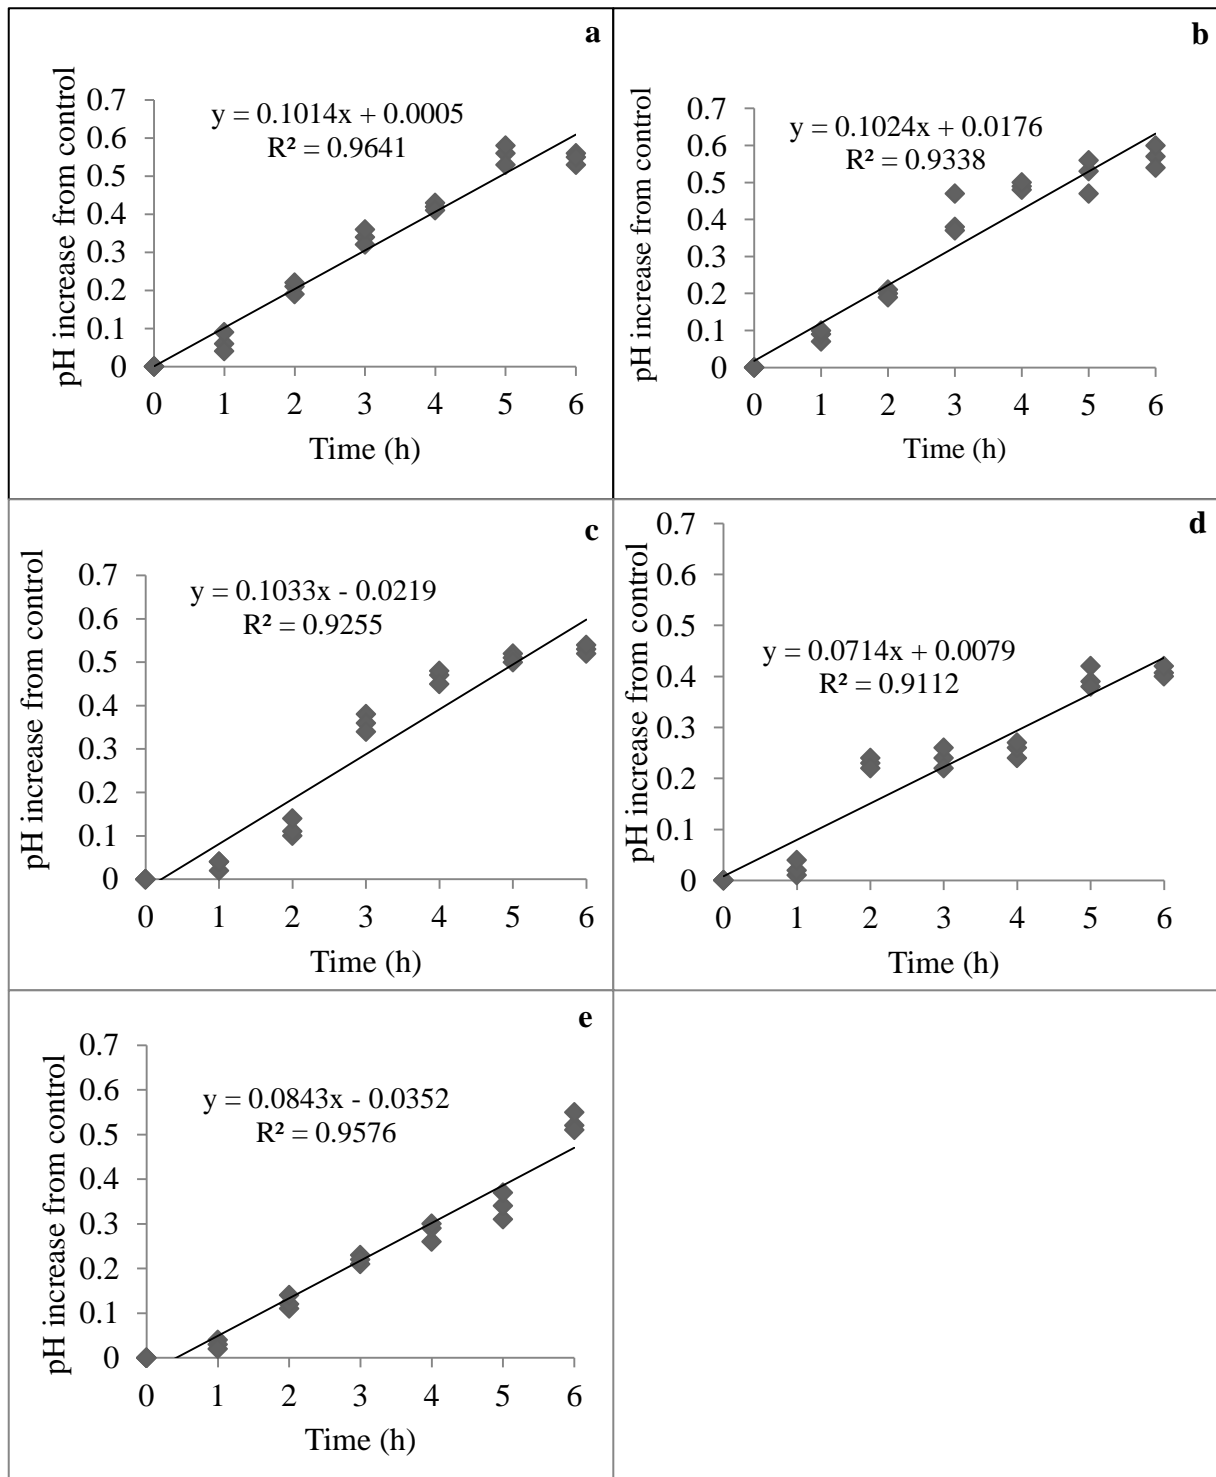 a
pH increase from control
y = 0.1014x + 0.0005
R² = 0.9641
0.7
0.6
0.5
0.4
0.3
0.2
0.1
0
0 1 2 3 4 5 6
Time (h)
b
pH increase from control
y = 0.1024x + 0.0176
R² = 0.9338
0.7
0.6
0.5
0.4
0.3
0.2
0.1
0
0 1 2 3 4 5 6
Time (h)
c
pH increase from control
y = 0.1033x - 0.0219
R² = 0.9255
0.7
0.6
0.5
0.4
0.3
0.2
0.1
0
0 1 2 3 4 5 6
Time (h)
d
pH increase from control
y = 0.0714x + 0.0079
R² = 0.9112
0.7
0.6
0.5
0.4
0.3
0.2
0.1
0
0 1 2 3 4 5 6
Time (h)
e
pH increase from control
y = 0.0843x - 0.0352
R² = 0.9576
0.7
0.6
0.5
0.4
0.3
0.2
0.1
0
0 1 2 3 4 5 6
Time (h)